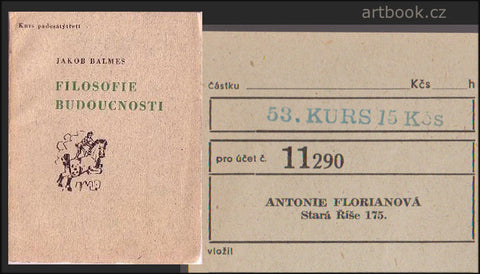 artbook.cz
Kurs padesátýtřetí
JAKOB BALMES
FILOSOFIE
BUDOUCNOSTI
částku Kčs h
53. KURS 15 Kčs
pro účet č. 11290
ANTONIE FLORIANOVÁ
Stará Říše 175.
vložil